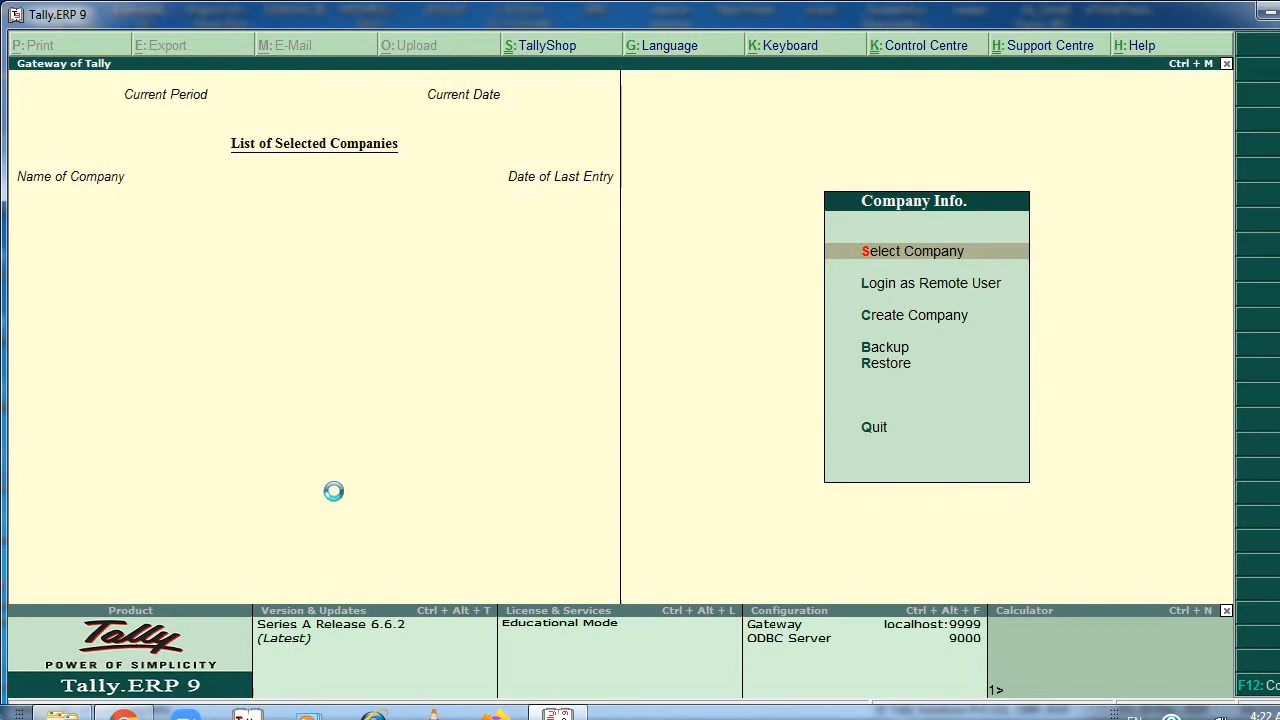 Tally.ERP 9
P: Print E: Export M: E-Mail O: Upload S: TallyShop G: Language K: Keyboard K: Control Centre H: Support Centre H: Help
Gateway of Tally Ctrl + M
Current Period Current Date
List of Selected Companies
Name of Company Date of Last Entry
Company Info.
Select Company
Login as Remote User
Create Company
Backup
Restore
Quit
Product
Tally
POWER OF SIMPLICITY
Tally.ERP 9
Version & Updates Ctrl + Alt + T
Series A Release 6.6.2
(Latest)
License & Services Ctrl + Alt + L
Educational Mode
Configuration Ctrl + Alt + F
Gateway localhost:9999
ODBC Server 9000
Calculator Ctrl + N
1>
F12: Co
EN
4:22